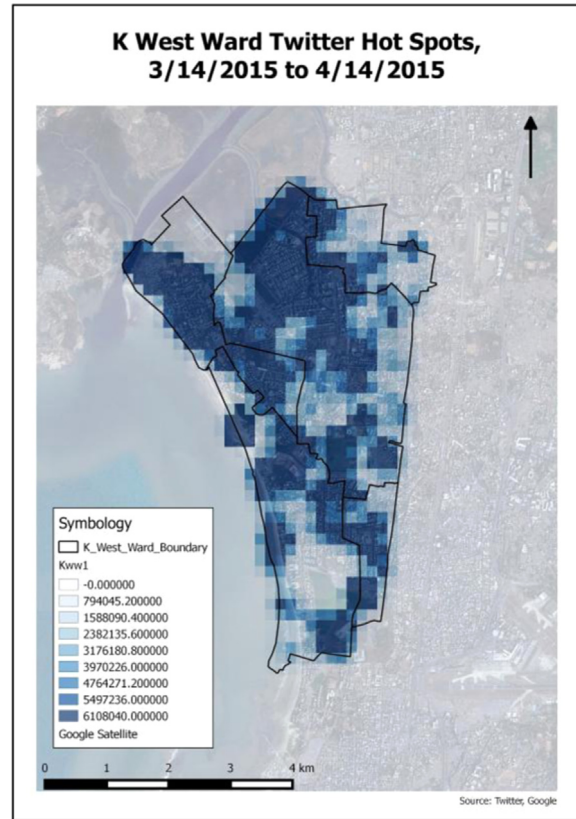 K West Ward Twitter Hot Spots,
3/14/2015 to 4/14/2015
Symbology
K_West_Ward_Boundary
Kww1
-0.000000
794045.200000
1588090.400000
2382135.600000
3176180.800000
3970226.000000
4764271.200000
5497236.000000
6108040.000000
Google Satellite
0 1 2 3 4 km
Source: Twitter, Google